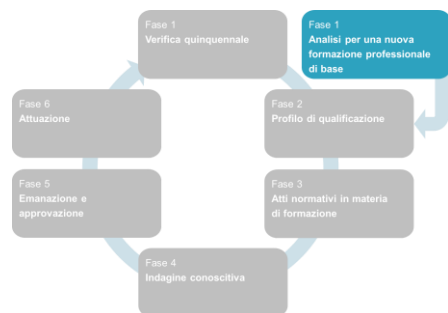 Fase 1
Verifica quinquennale
Fase 1
Analisi per una nuova
formazione professionale
di base
Fase 6
Attuazione
Fase 2
Profilo di qualificazione
Fase 5
Emanazione e
approvazione
Fase 3
Atti normativi in materia
di formazione
Fase 4
Indagine conoscitiva